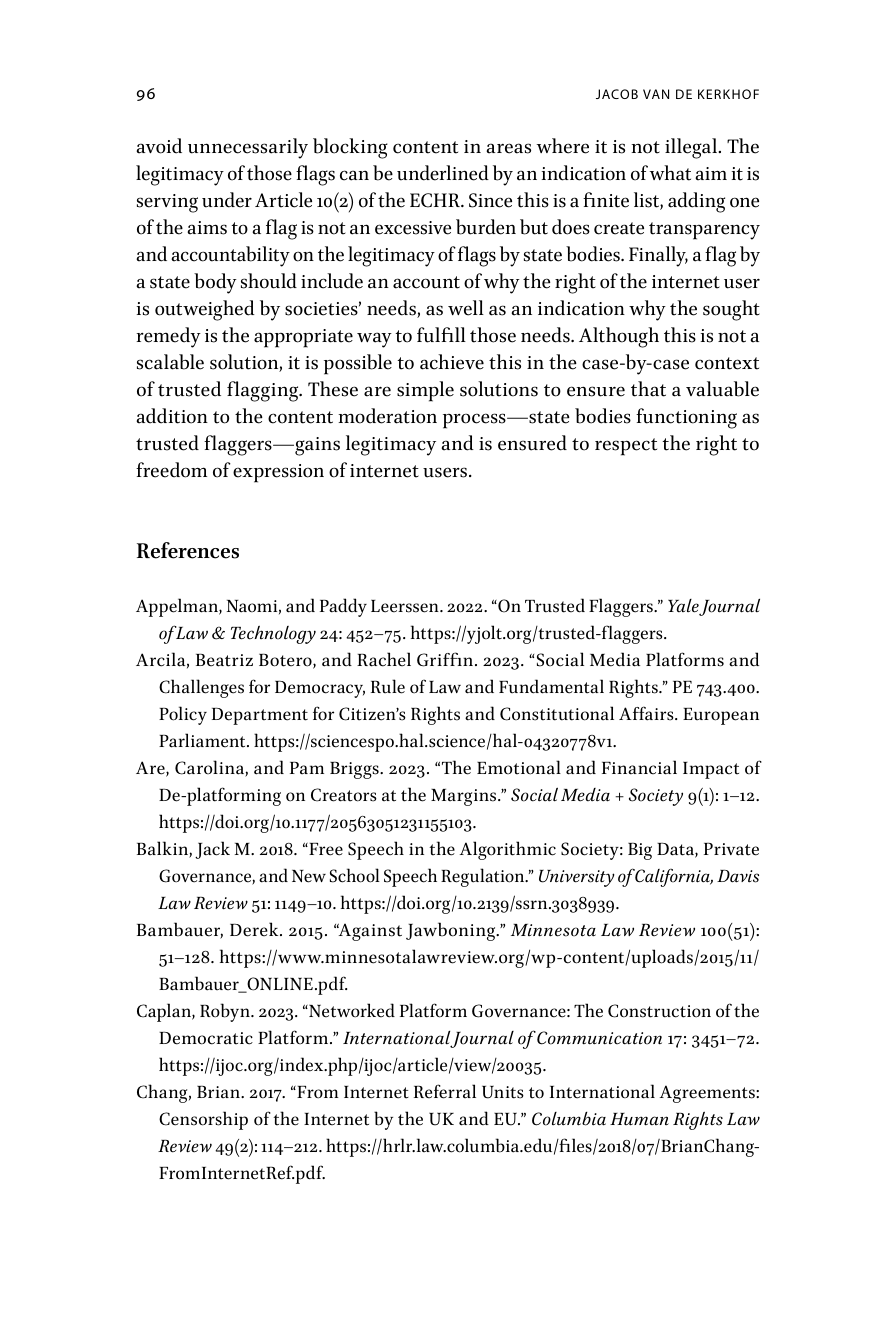 96
JACOB VAN DE KERKHOF
avoid unnecessarily blocking content in areas where it is not illegal. The
legitimacy of those flags can be underlined by an indication of what aim it is
serving under Article 10(2) of the ECHR. Since this is a finite list, adding one
of the aims to a flag is not an excessive burden but does create transparency
and accountability on the legitimacy of flags by state bodies. Finally, a flag by
a state body should include an account of why the right of the internet user
is outweighed by societies’ needs, as well as an indication why the sought
remedy is the appropriate way to fulfill those needs. Although this is not a
scalable solution, it is possible to achieve this in the case-by-case context
of trusted flagging. These are simple solutions to ensure that a valuable
addition to the content moderation process—state bodies functioning as
trusted flaggers—gains legitimacy and is ensured to respect the right to
freedom of expression of internet users.
References
Appelman, Naomi, and Paddy Leerssen. 2022. “On Trusted Flaggers.” Yale Journal
of Law & Technology 24: 452–75. https://yjolt.org/trusted-flaggers.
Arcila, Beatriz Botero, and Rachel Griffin. 2023. “Social Media Platforms and
Challenges for Democracy, Rule of Law and Fundamental Rights.” PE 743.400.
Policy Department for Citizen’s Rights and Constitutional Affairs. European
Parliament. https://sciencespo.hal.science/hal-04320778v1.
Are, Carolina, and Pam Briggs. 2023. “The Emotional and Financial Impact of
De-platforming on Creators at the Margins.” Social Media + Society 9(1): 1–12.
https://doi.org/10.1177/20563051231155103.
Balkin, Jack M. 2018. “Free Speech in the Algorithmic Society: Big Data, Private
Governance, and New School Speech Regulation.” University of California, Davis
Law Review 51: 1149–10. https://doi.org/10.2139/ssrn.3038939.
Bambauer, Derek. 2015. “Against Jawboning.” Minnesota Law Review 100(51):
51–128. https://www.minnesotalawreview.org/wp-content/uploads/2015/11/
Bambauer_ONLINE.pdf.
Caplan, Robyn. 2023. “Networked Platform Governance: The Construction of the
Democratic Platform.” International Journal of Communication 17: 3451–72.
https://ijoc.org/index.php/ijoc/article/view/20035.
Chang, Brian. 2017. “From Internet Referral Units to International Agreements:
Censorship of the Internet by the UK and EU.” Columbia Human Rights Law
Review 49(2): 114–212. https://hrlr.law.columbia.edu/files/2018/07/BrianChang-
FromInternetRef.pdf.